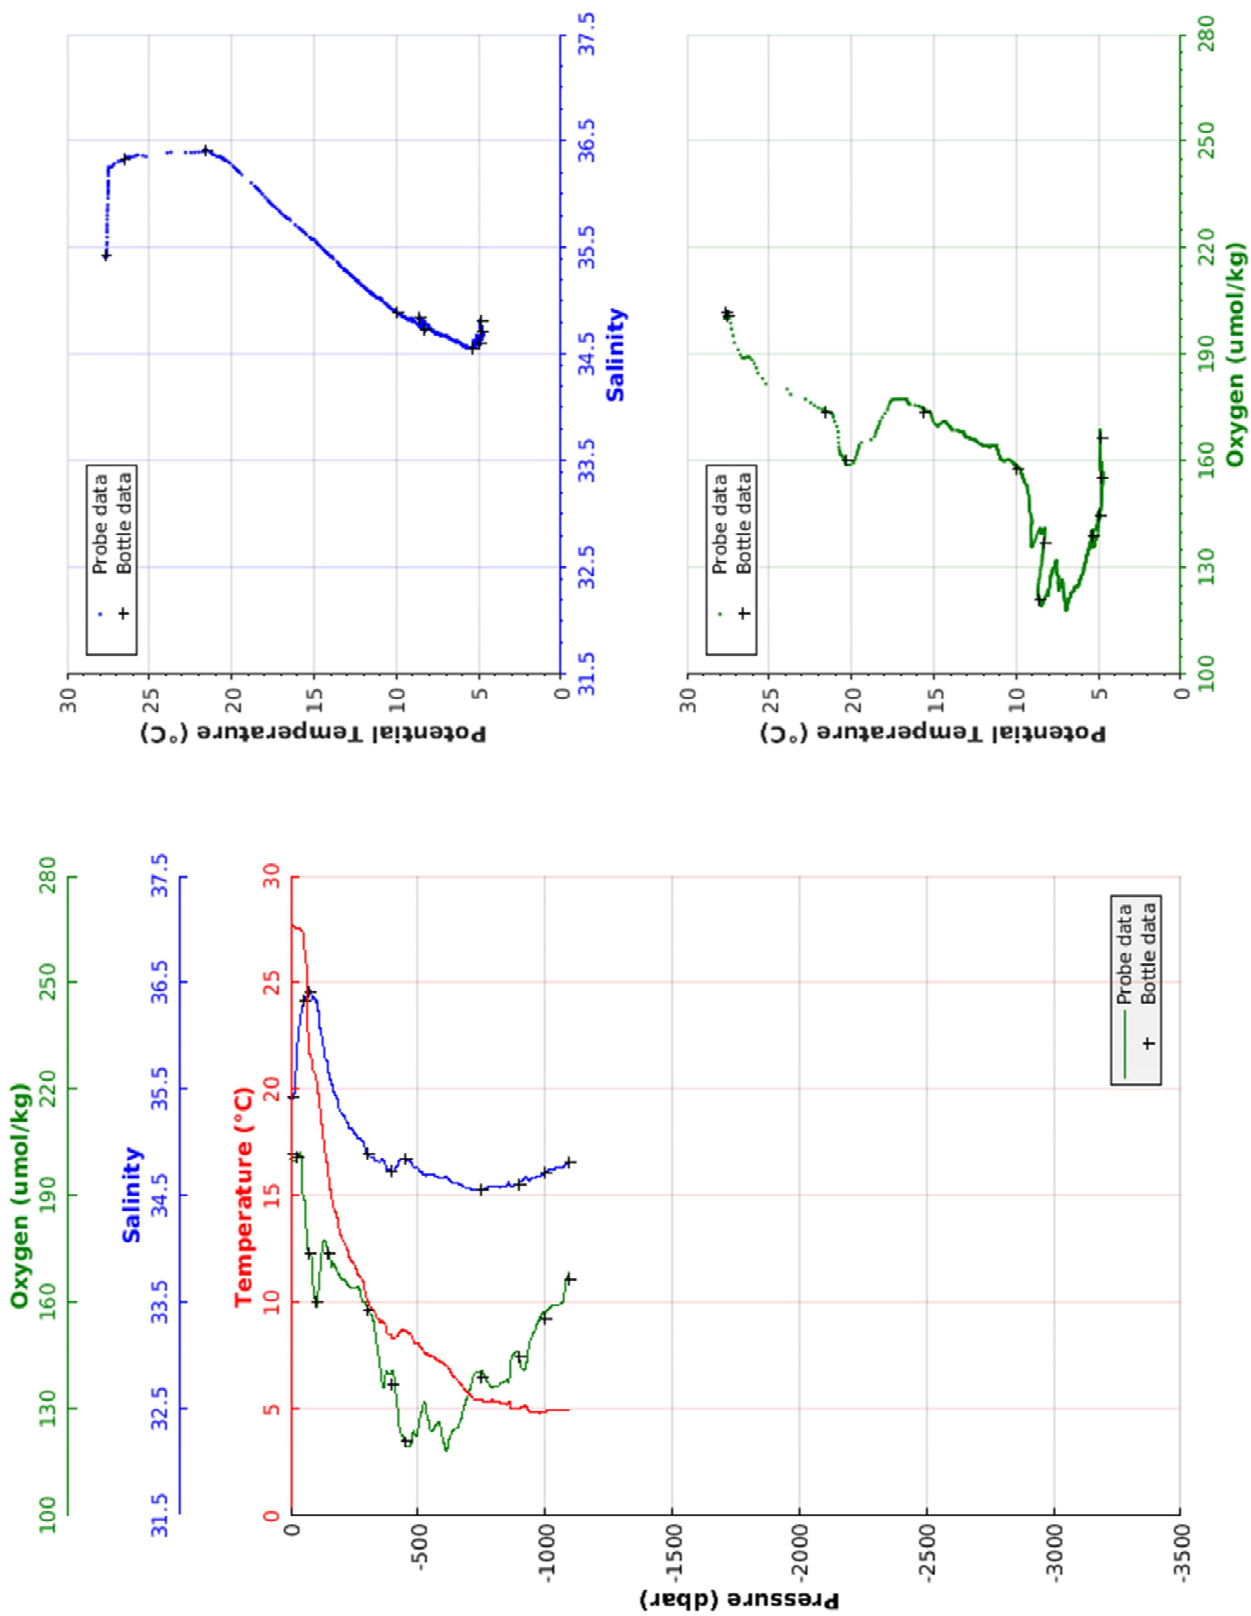 Oxygen (umol/kg)
100 130 160 190 220 250 280
Salinity
31.5 32.5 33.5 34.5 35.5 36.5 37.5
Temperature (°C)
0 5 10 15 20 25 30
Pressure (dbar)
0
-500
-1000
-1500
-2000
-2500
-3000
-3500
Probe data
Bottle data
Potential Temperature (°C)
30
25
20
15
10
5
0
Probe data
Bottle data
31.5 32.5 33.5 34.5 35.5 36.5 37.5
Salinity
Potential Temperature (°C)
30
25
20
15
10
5
0
Probe data
Bottle data
100 130 160 190 220 250 280
Oxygen (umol/kg)